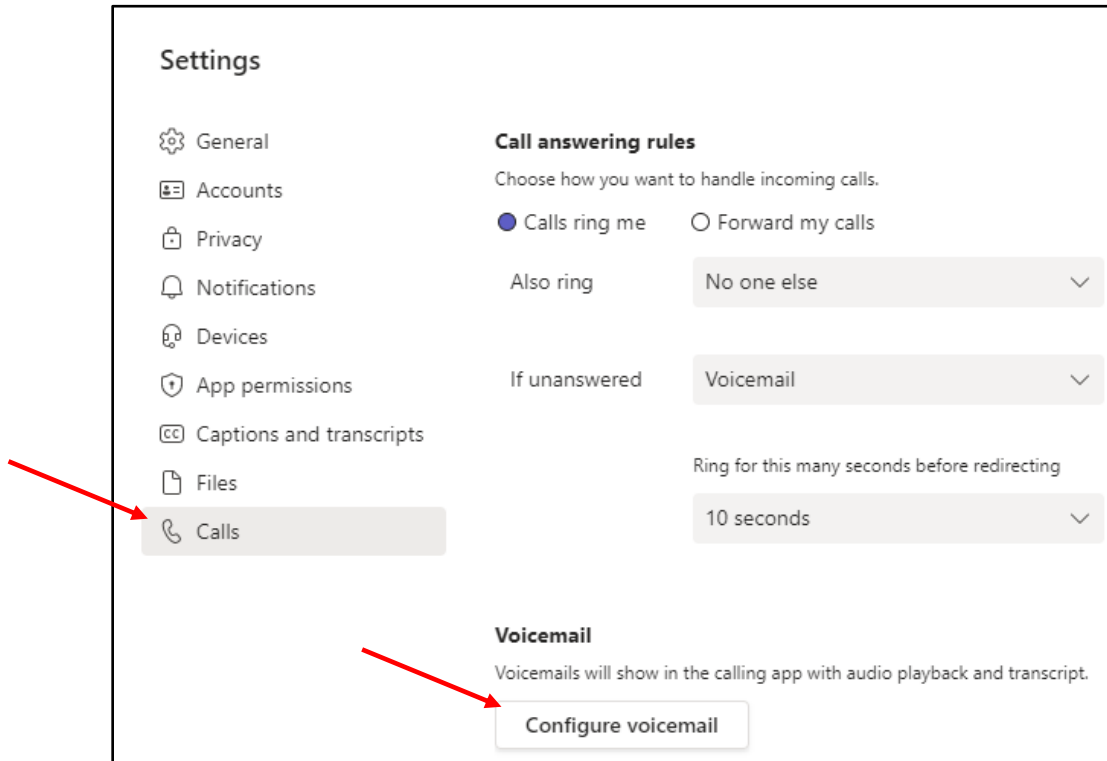 Settings
General
Accounts
Privacy
Notifications
Devices
App permissions
CC Captions and transcripts
Files
Calls
Call answering rules
Choose how you want to handle incoming calls.
Calls ring me Forward my calls
Also ring No one else
If unanswered Voicemail
Ring for this many seconds before redirecting
10 seconds
Voicemail
Voicemails will show in the calling app with audio playback and transcript.
Configure voicemail